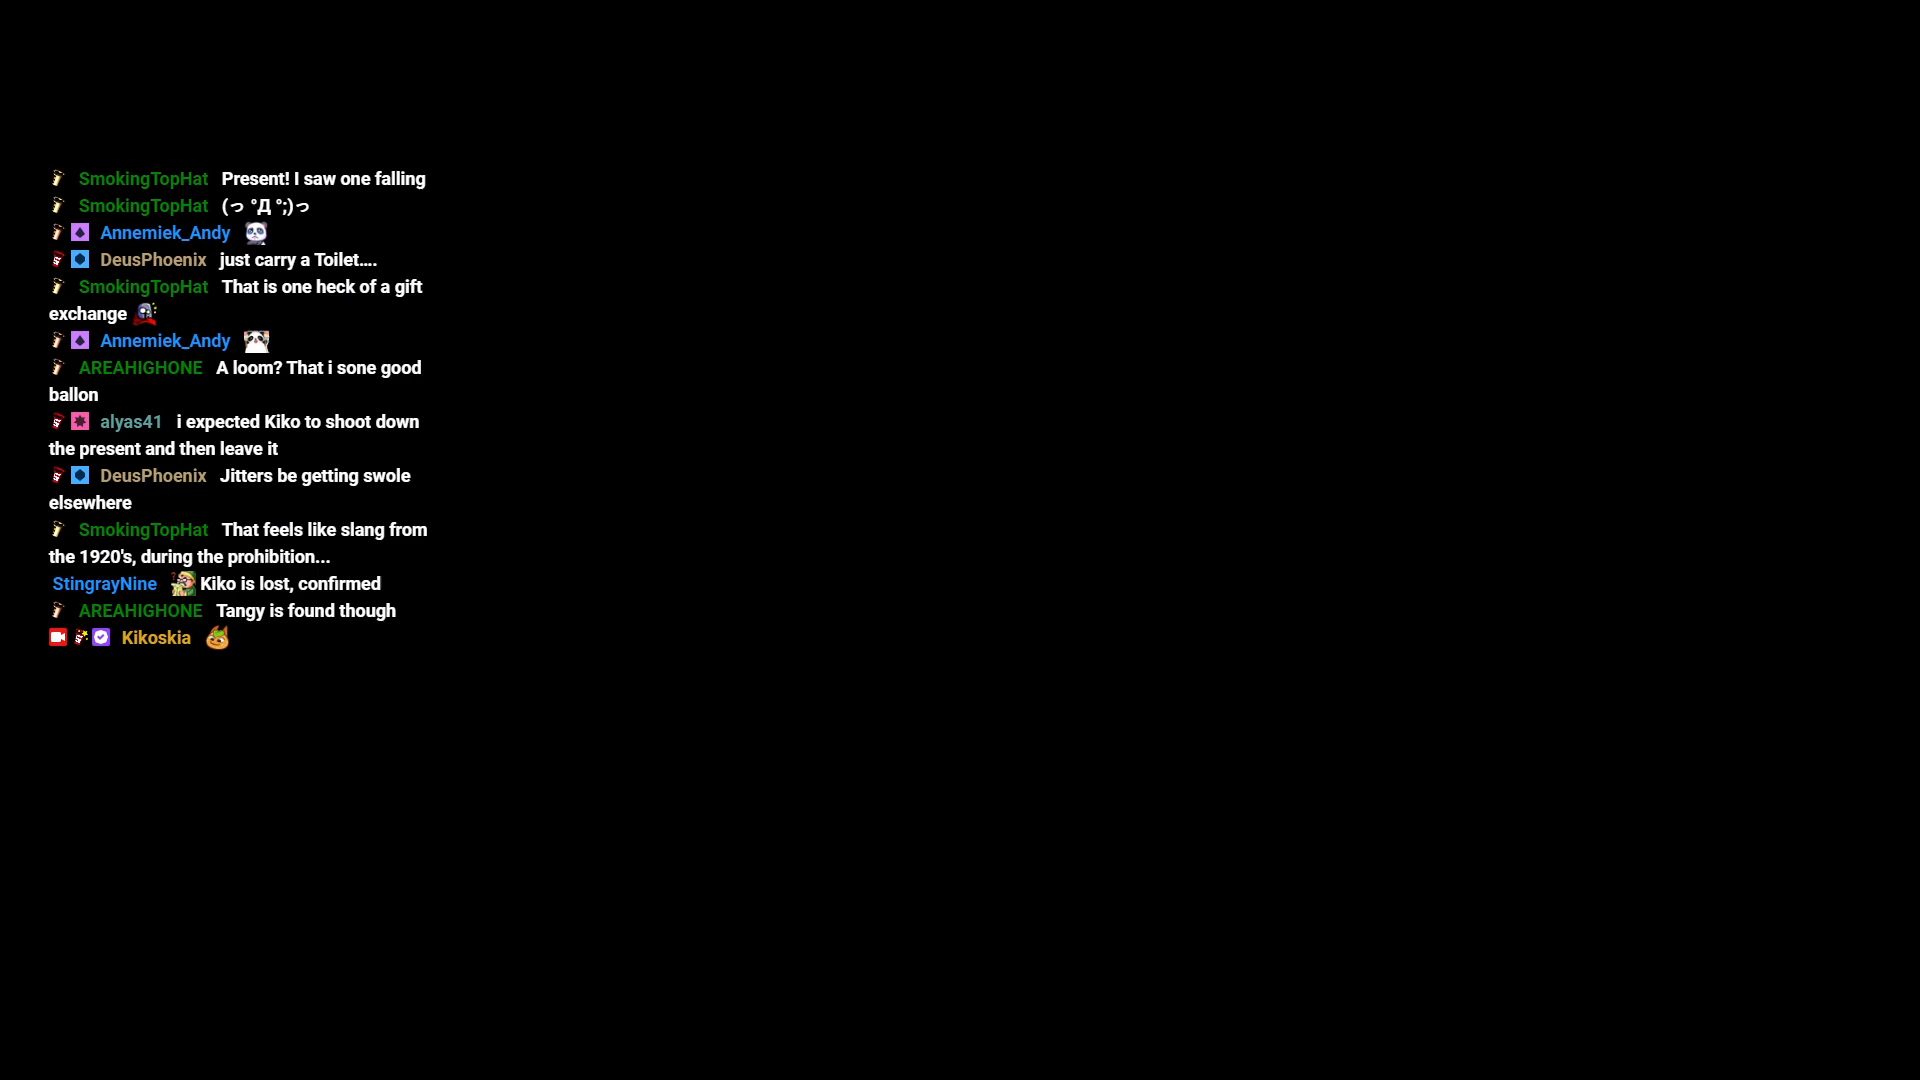 SmokingTopHat Present! I saw one falling
SmokingTopHat (っ °Д °;)っ
Annemiek_Andy
DeusPhoenix just carry a Toilet....
SmokingTopHat That is one heck of a gift
exchange
Annemiek_Andy
AREAHIGHONE A loom? That i sone good
ballon
alyas41 i expected Kiko to shoot down
the present and then leave it
DeusPhoenix Jitters be getting swole
elsewhere
SmokingTopHat That feels like slang from
the 1920's, during the prohibition...
StingrayNine Kiko is lost, confirmed
AREAHIGHONE Tangy is found though
Kikoskia